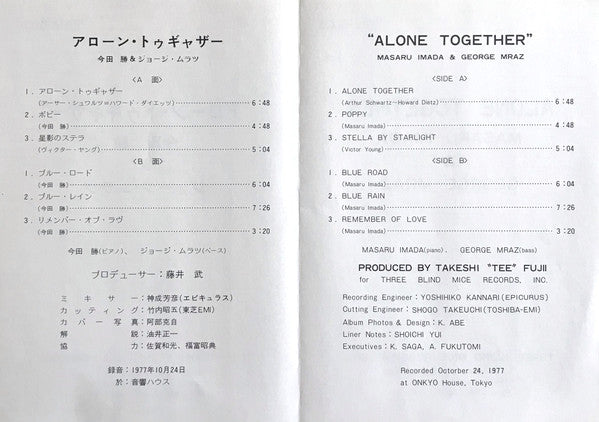 アローン・トゥギャザー
今田 勝 & ジョージ・ムラツ
<A 面>
1. アローン・トゥギャザー
(アーサー・シュワルツ=ハワード・ダイエッツ) 6:48
2. ポピー
(今田 勝) 4:48
3. 星影のステラ
(ヴィクター・ヤング) 5:04
<B 面>
1. ブルー・ロード
(今田 勝) 6:04
2. ブルー・レイン
(今田 勝) 7:26
3. リメンバー・オブ・ラヴ
(今田 勝) 3:20
今田 勝(ピアノ)、 ジョージ・ムラツ(ベース)
プロデューサー:藤井 武
ミキサー:神成芳彦(エピキュラス)
カッティング:竹内昭五(東芝EMI)
カバー写真:阿部克自
解説:油井正一
協力:佐賀和光、福冨昭典
録音:1977年10月24日
於:音響ハウス
"ALONE TOGETHER"
MASARU IMADA & GEORGE MRAZ
<SIDE A>
1. ALONE TOGETHER
(Arthur Schwartz-Howard Dietz) 6:48
2. POPPY
(Masaru Imada) 4:48
3. STELLA BY STARLIGHT
(Victor Young) 5:04
<SIDE B>
1. BLUE ROAD
(Masaru Imada) 6:04
2. BLUE RAIN
(Masaru Imada) 7:26
3. REMEMBER OF LOVE
(Masaru Imada) 3:20
MASARU IMADA(piano)、 GEORGE MRAZ(bass)
PRODUCED BY TAKESHI "TEE" FUJII
for THREE BLIND MICE RECORDS, INC.
Recording Engineer: YOSHIHIKO KANNARI(EPICURUS)
Cutting Engineer: SHOGO TAKEUCHI(TOSHIBA-EMI)
Album Photos & Design: K. ABE
Liner Notes: SHOICHI YUI
Executives: K. SAGA, A. FUKUTOMI
Recorded Octorber 24, 1977
at ONKYO House, Tokyo